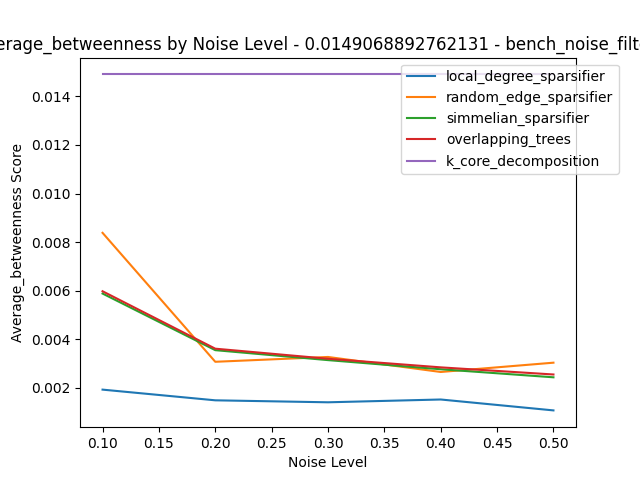 erage_betweenness by Noise Level - 0.0149068892762131 - bench_noise_filt
local_degree_sparsifier
random_edge_sparsifier
simmelian_sparsifier
overlapping_trees
k_core_decomposition
Average_betweenness Score
0.014
0.012
0.010
0.008
0.006
0.004
0.002
0.10 0.15 0.20 0.25 0.30 0.35 0.40 0.45 0.50
Noise Level